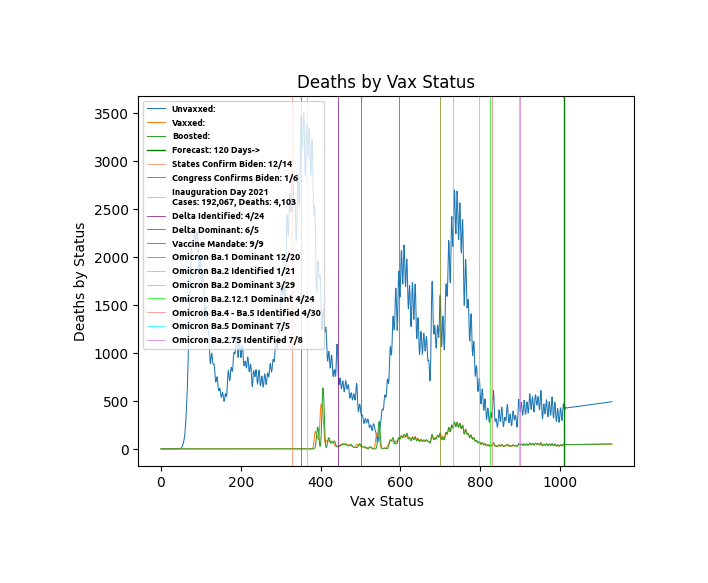 Deaths by Vax Status
Deaths by Status
3500
3000
2500
2000
1500
1000
500
0
Unvaxxed:
Vaxxed:
Boosted:
Forecast: 120 Days->
States Confirm Biden: 12/14
Congress Confirms Biden: 1/6
Inauguration Day 2021
Cases: 192,067, Deaths: 4,103
Delta Identified: 4/24
Delta Dominant: 6/5
Vaccine Mandate: 9/9
Omicron Ba.1 Dominant 12/20
Omicron Ba.2 Identified 1/21
Omicron Ba.2 Dominant 3/29
Omicron Ba.2.12.1 Dominant 4/24
Omicron Ba.4 - Ba.5 Identified 4/30
Omicron Ba.5 Dominant 7/5
Omicron Ba.2.75 Identified 7/8
0 200 400 600 800 1000
Vax Status